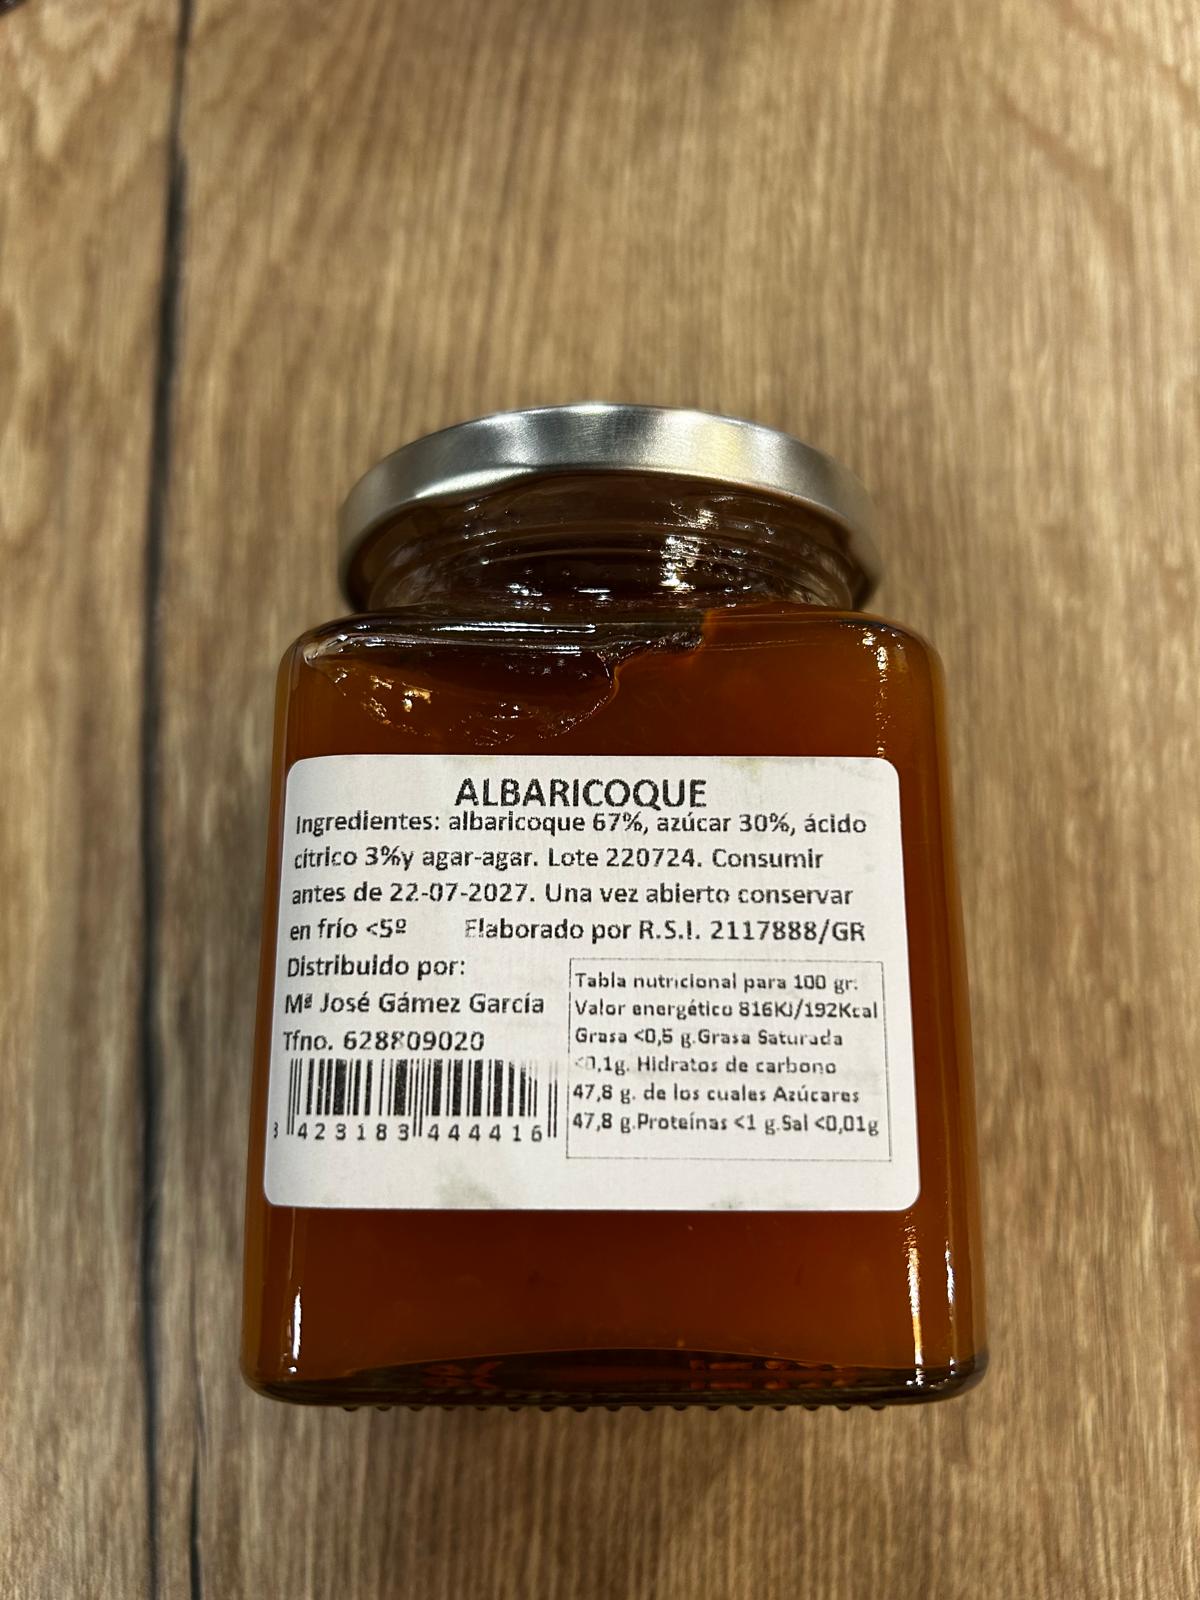 ALBARICOQUE
Ingredientes: albaricoque 67%, azúcar 30%, ácido
cítrico 3%y agar-agar. Lote 220724. Consumir
antes de 22-07-2027. Una vez abierto conservar
en frío <5º Elaborado por R.S.I. 2117888/GR
Distribuido por:
Mª José Gámez García
Tfno. 628809020
8 423183 444416
Tabla nutricional para 100 gr.
Valor energético 816KJ/192Kcal
Grasa <0,5 g.Grasa Saturada
<0,1g. Hidratos de carbono
47,8 g. de los cuales Azúcares
47,8 g.Proteínas <1 g.Sal <0,01g